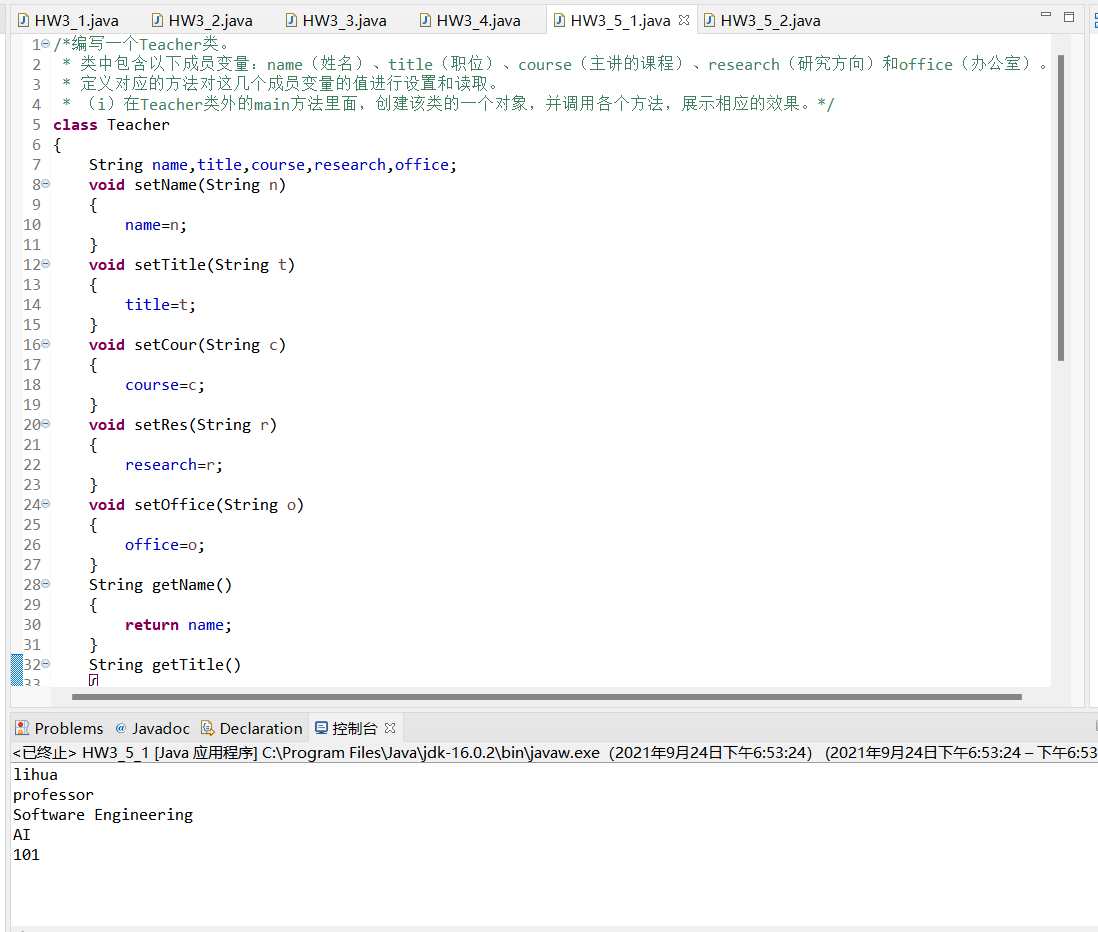 HW3_1.java HW3_2.java HW3_3.java HW3_4.java HW3_5_1.java HW3_5_2.java
1 /*编写一个Teacher类。
2 * 类中包含以下成员变量：name（姓名）、title（职位）、course（主讲的课程）、research（研究方向）和office（办公室）。
3 * 定义对应的方法对这几个成员变量的值进行设置和读取。
4 * （i）在Teacher类外的main方法里面，创建该类的一个对象，并调用各个方法，展示相应的效果。*/
5 class Teacher
6 {
7 String name,title,course,research,office;
8 void setName(String n)
9 {
10 name=n;
11 }
12 void setTitle(String t)
13 {
14 title=t;
15 }
16 void setCour(String c)
17 {
18 course=c;
19 }
20 void setRes(String r)
21 {
22 research=r;
23 }
24 void setOffice(String o)
25 {
26 office=o;
27 }
28 String getName()
29 {
30 return name;
31 }
32 String getTitle()
33 {
Problems @ Javadoc Declaration 控制台
<已终止> HW3_5_1 [Java 应用程序] C:\Program Files\Java\jdk-16.0.2\bin\javaw.exe（2021年9月24日下午6:53:24） (2021年9月24日下午6:53:24 – 下午6:53
lihua
professor
Software Engineering
AI
101